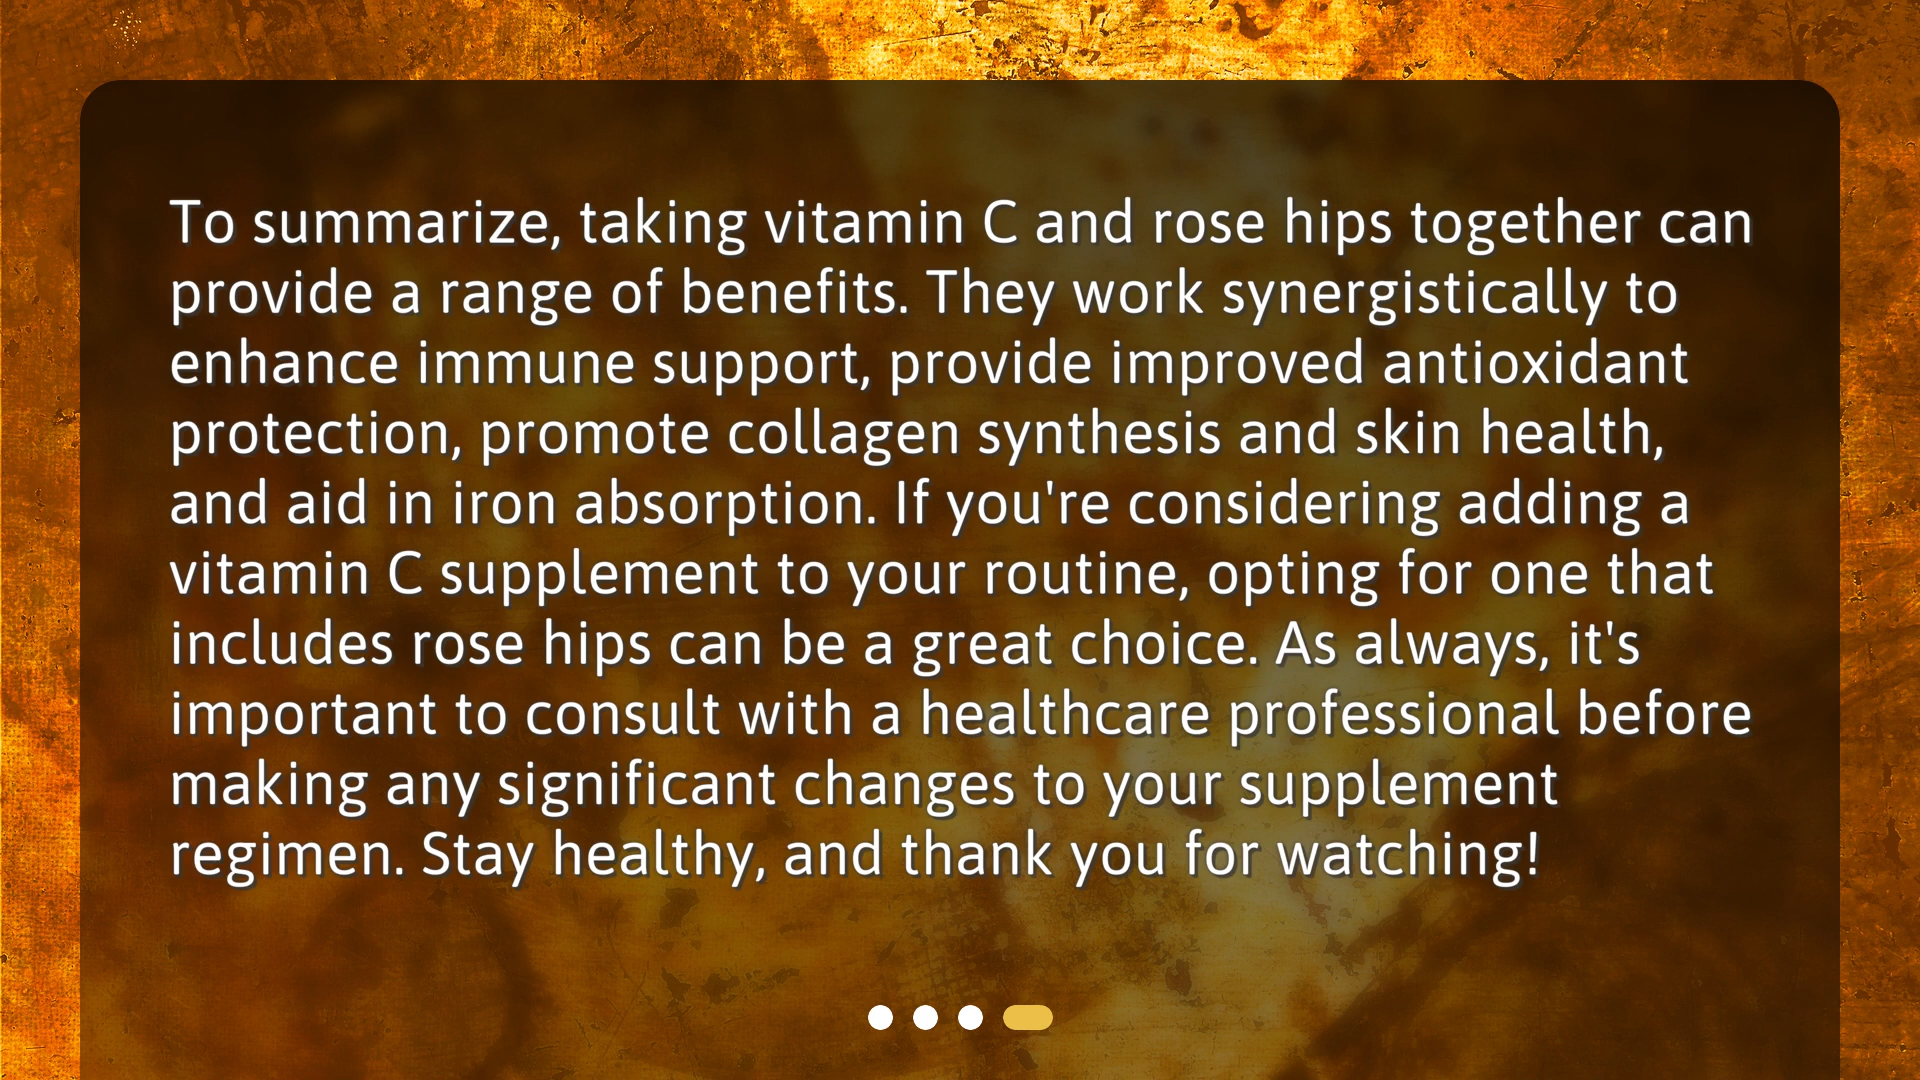 To summarize, taking vitamin C and rose hips together can
provide a range of benefits. They work synergistically to
enhance immune support, provide improved antioxidant
protection, promote collagen synthesis and skin health,
and aid in iron absorption. If you're considering adding a
vitamin C supplement to your routine, opting for one that
includes rose hips can be a great choice. As always, it's
important to consult with a healthcare professional before
making any significant changes to your supplement
regimen. Stay healthy, and thank you for watching!